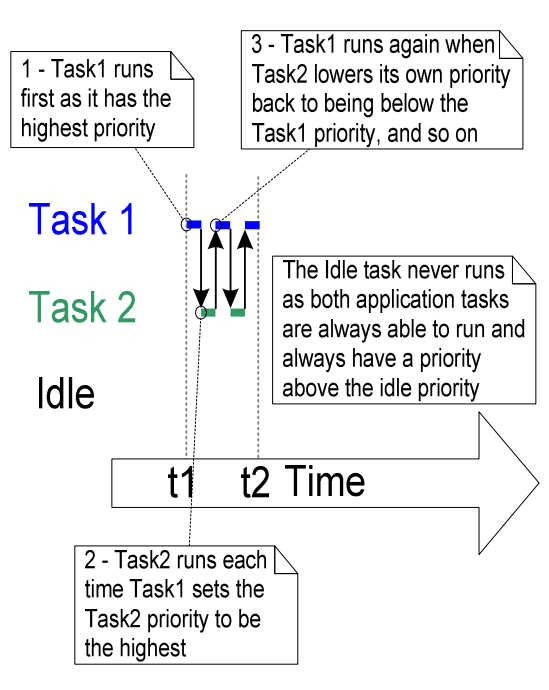 1 - Task1 runs
first as it has the
highest priority
3 - Task1 runs again when
Task2 lowers its own priority
back to being below the
Task1 priority, and so on
Task 1
Task 2
Idle
The Idle task never runs
as both application tasks
are always able to run and
always have a priority
above the idle priority
t1 t2 Time
2 - Task2 runs each
time Task1 sets the
Task2 priority to be
the highest